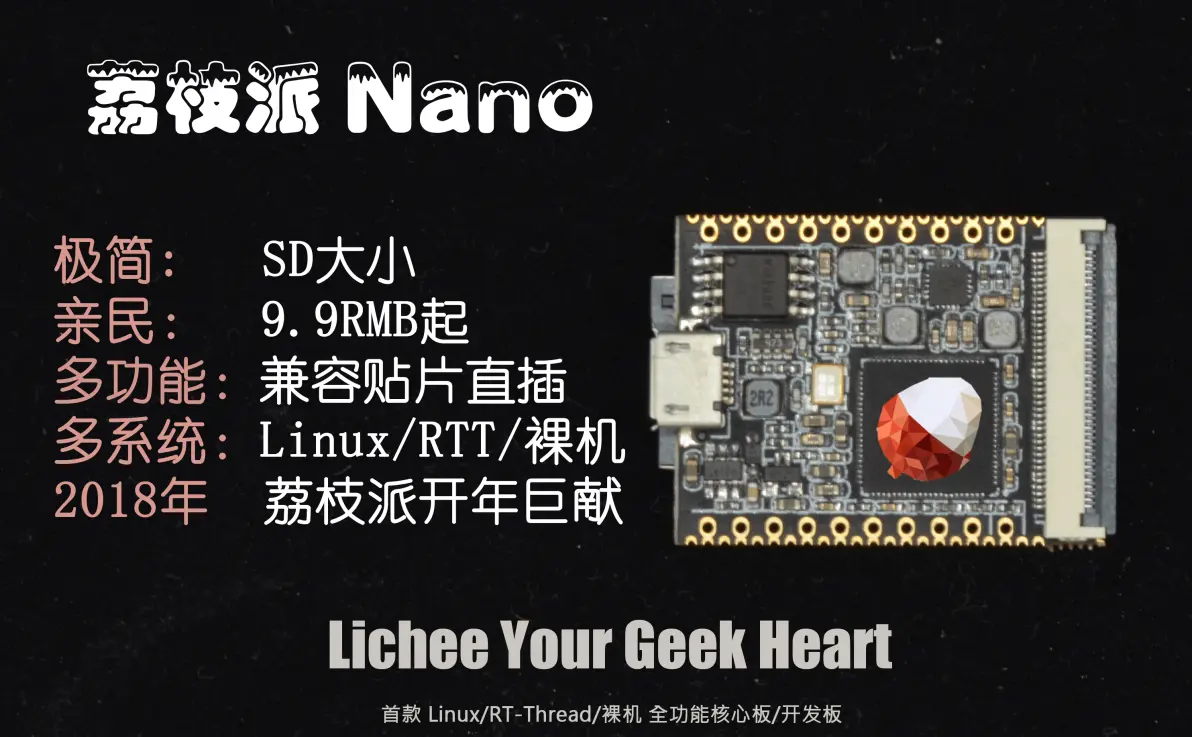 荔枝派 Nano
极简： SD大小
亲民： 9.9RMB起
多功能：兼容贴片直插
多系统：Linux/RTT/裸机
2018年 荔枝派开年巨献
2R2
Lichee Your Geek Heart
首款 Linux/RT-Thread/裸机 全功能核心板/开发板